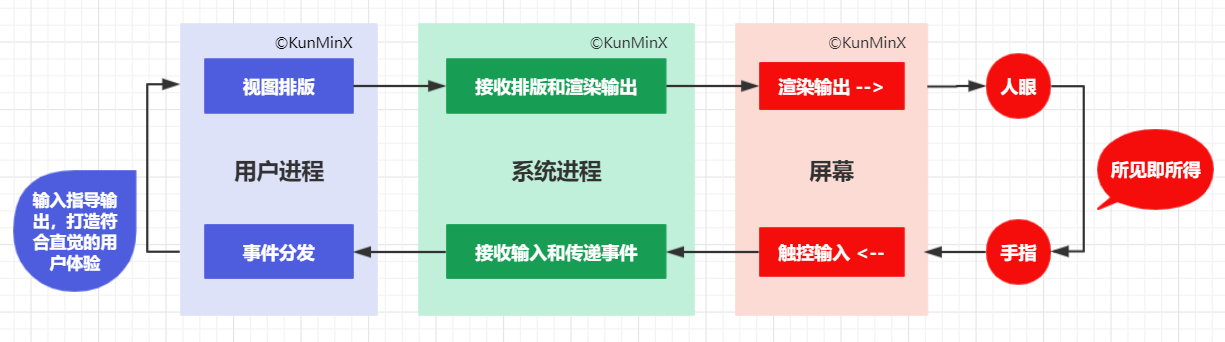 ©KunMinX
©KunMinX
©KunMinX
视图排版
接收排版和渲染输出
渲染输出 -->
人眼
用户进程
系统进程
屏幕
所见即所得
输入指导输
出，打造符
合直觉的用
户体验
事件分发
接收输入和传递事件
触控输入 <--
手指